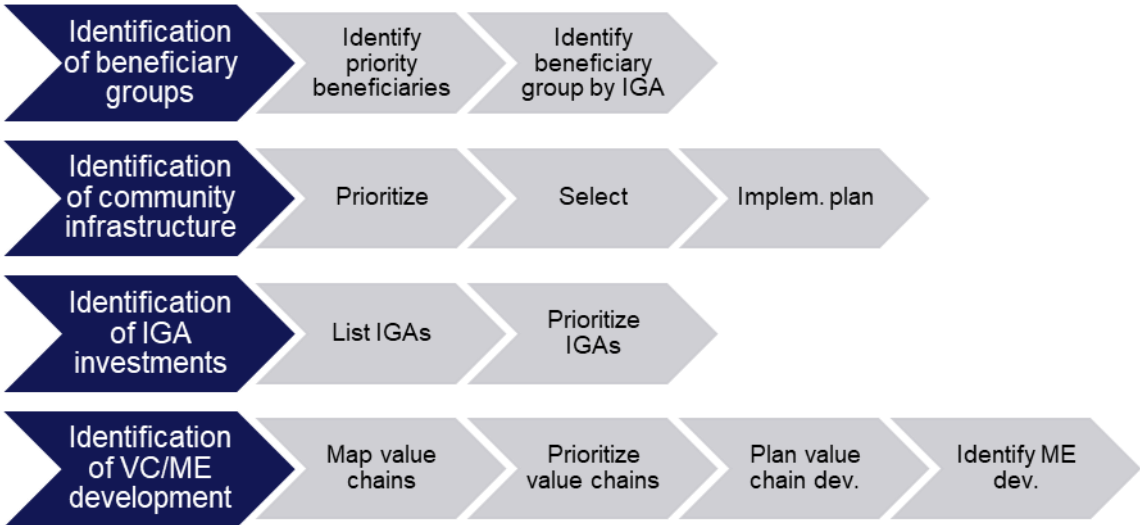 Identification
of beneficiary
groups
Identify
priority
beneficiaries
Identify
beneficiary
group by IGA
Identification
of community
infrastructure
Prioritize
Select
Implem. plan
Identification
of IGA
investments
List IGAs
Prioritize
IGAs
Identification
of VC/ME
development
Map value
chains
Prioritize
value chains
Plan value
chain dev.
Identify ME
dev.